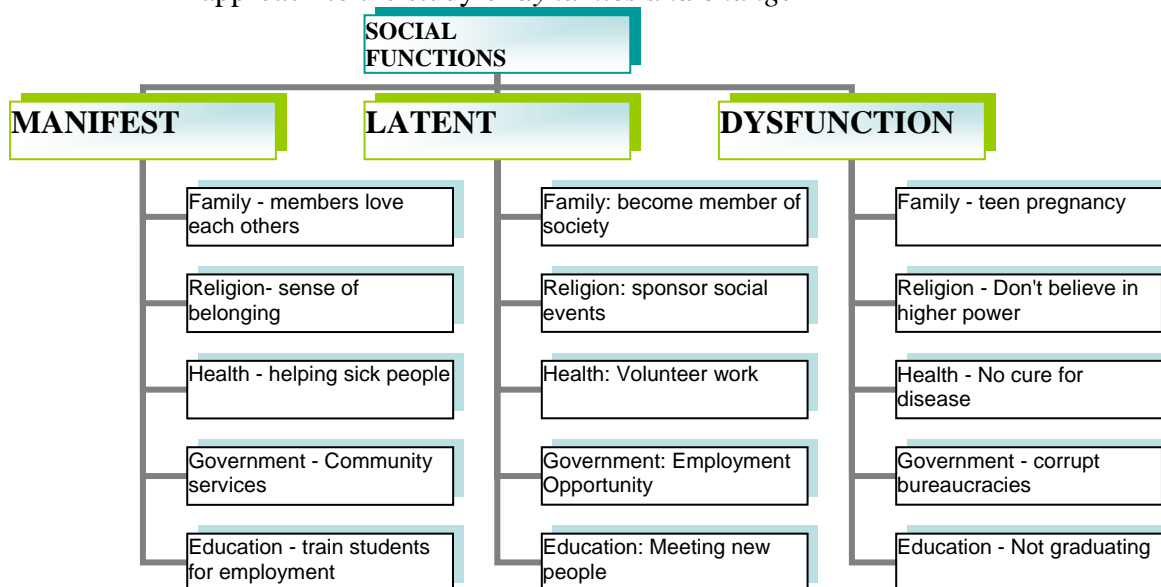 SOCIAL
FUNCTIONS
MANIFEST
Family - members love
each others
Religion- sense of
belonging
Health - helping sick people
Government - Community
services
Education - train students
for employment
LATENT
Family: become member of
society
Religion: sponsor social
events
Health: Volunteer work
Government: Employment
Opportunity
Education: Meeting new
people
DYSFUNCTION
Family - teen pregnancy
Religion - Don't believe in
higher power
Health - No cure for
disease
Government - corrupt
bureaucracies
Education - Not graduating